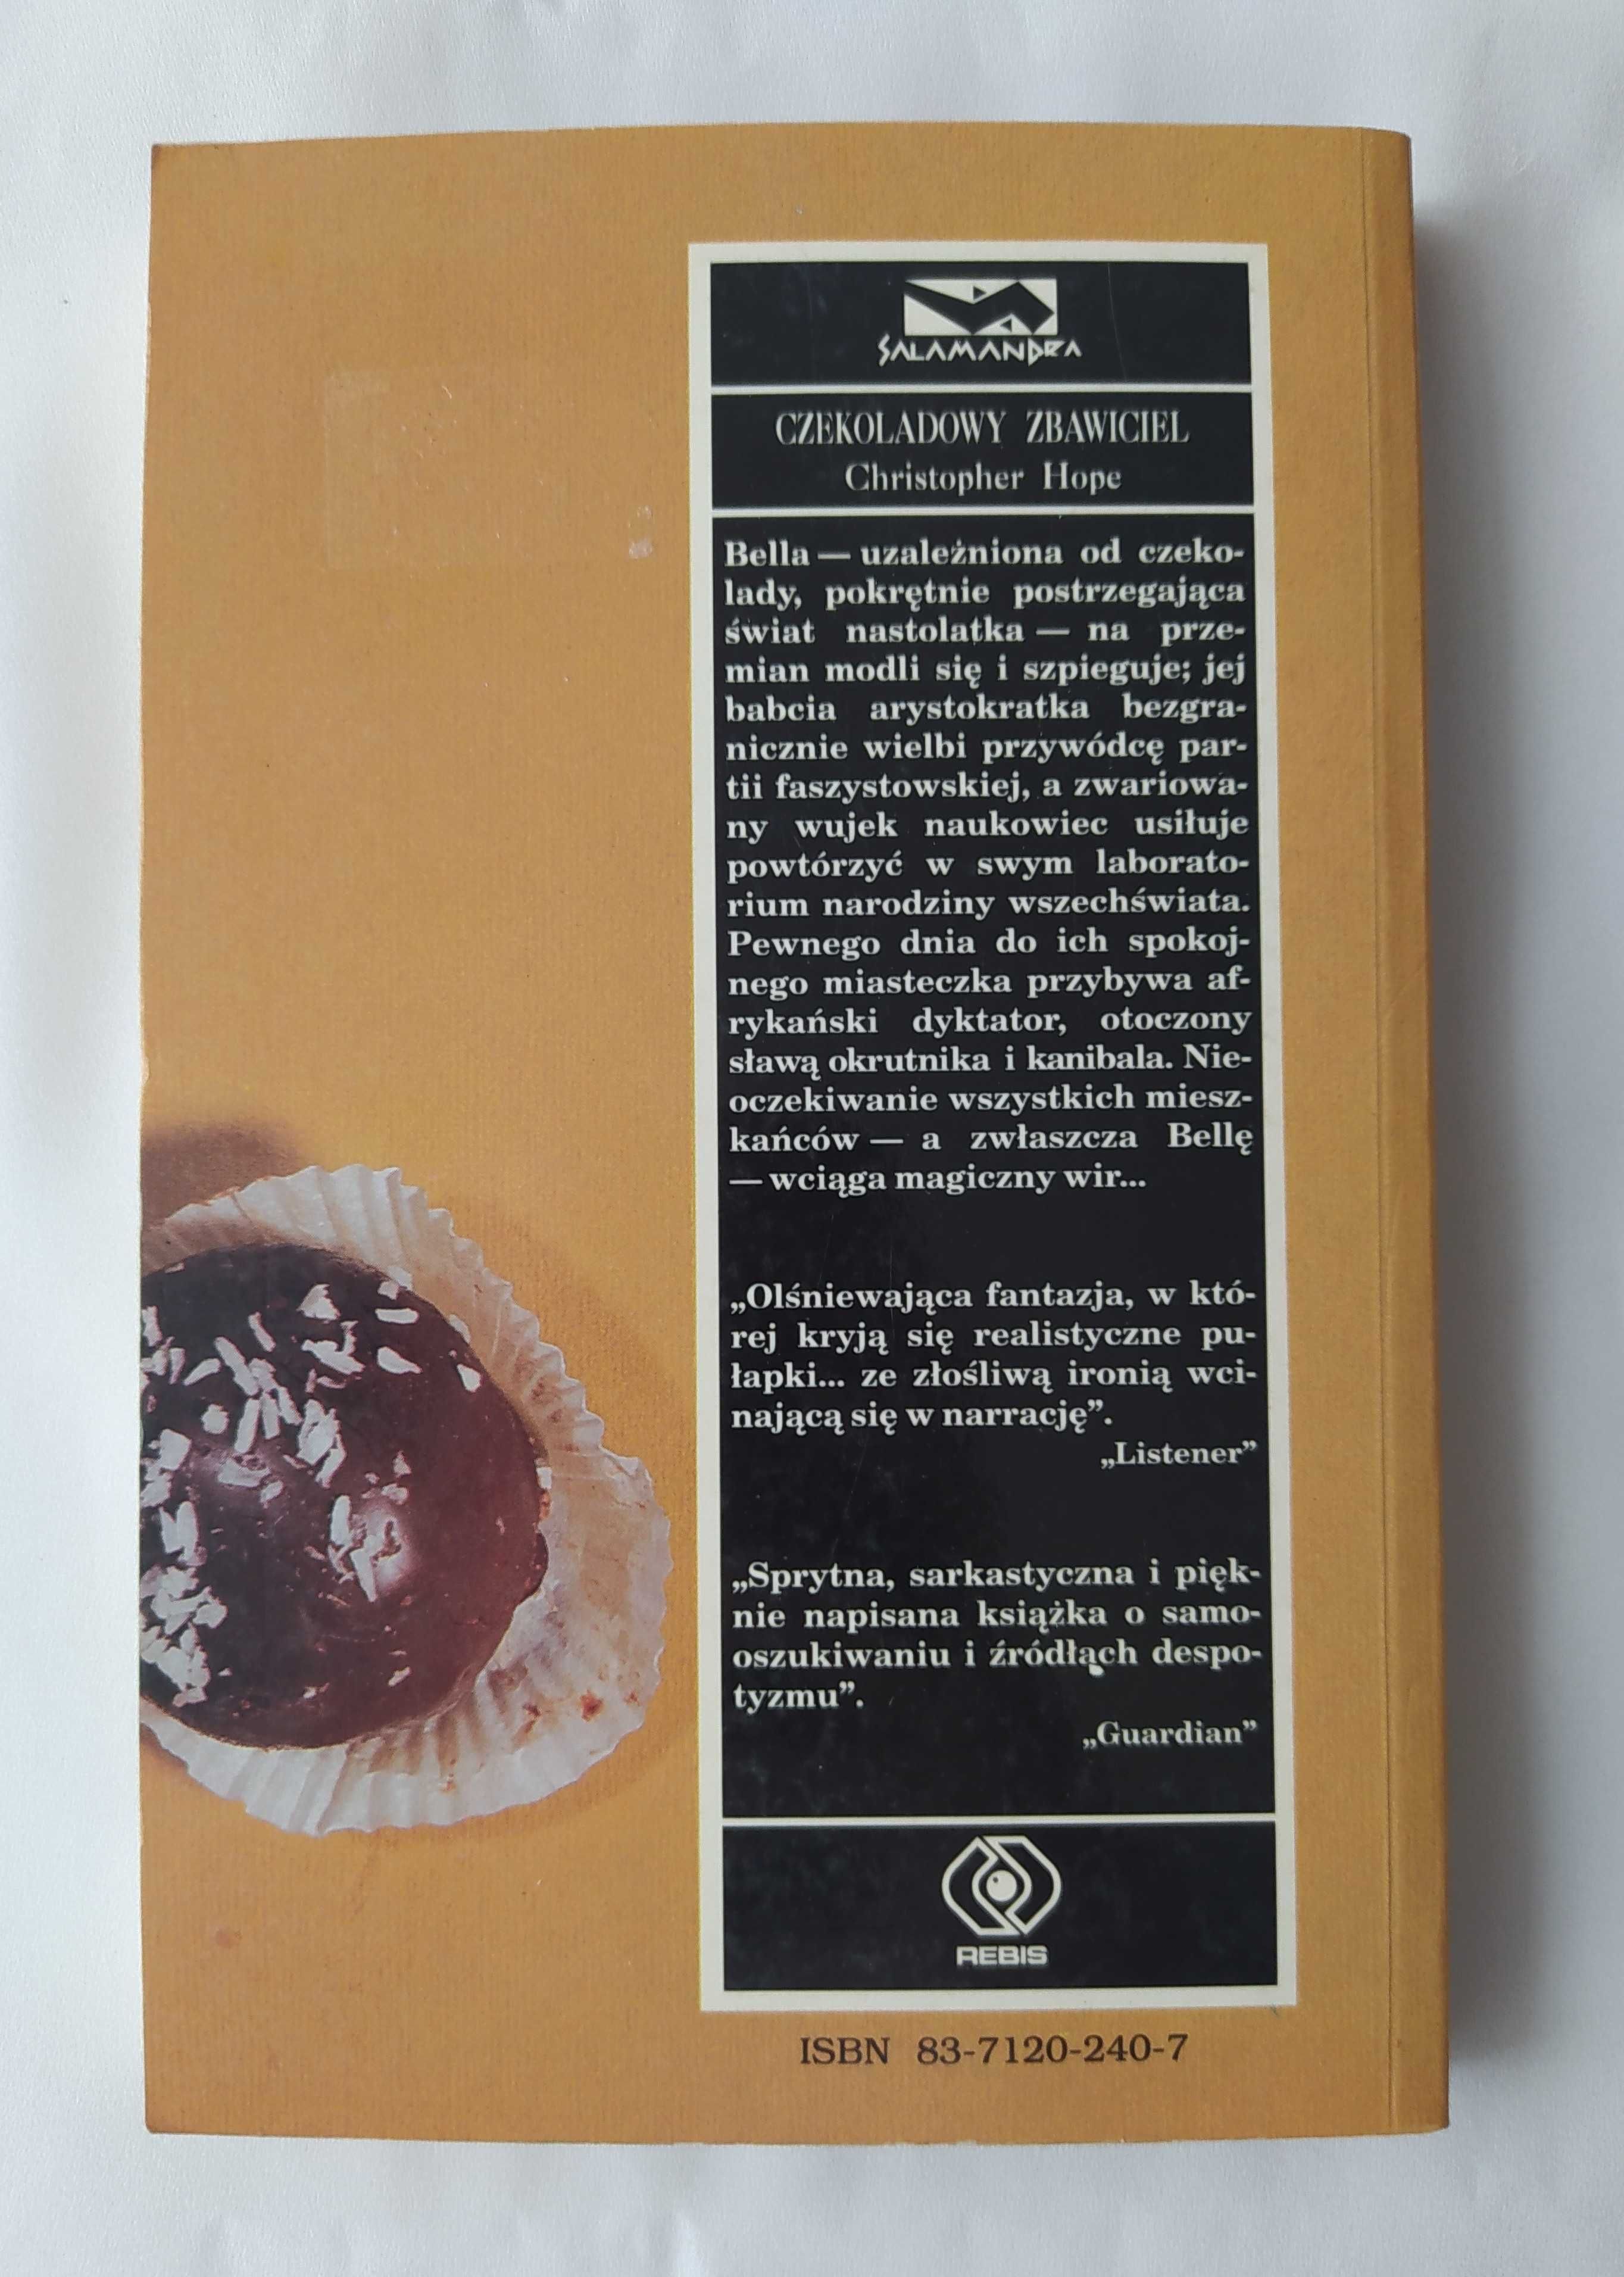 SALAMANDRA
CZEKOLADOWY ZBAWICIEL
Christopher Hope
Bella — uzależniona od czeko-
lady, pokrętnie postrzegająca
świat nastolatka — na prze-
mian modli się i szpieguje; jej
babcia arystokratka bezgra-
nicznie wielbi przywódcę par-
tii faszystowskiej, a zwariowa-
ny wujek naukowiec usiłuje
powtórzyć w swym laborato-
rium narodziny wszechświata.
Pewnego dnia do ich spokoj-
nego miasteczka przybywa af-
rykański dyktator, otoczony
sławą okrutnika i kanibala. Nie-
oczekiwanie wszystkich miesz-
kańców — a zwłaszcza Bellę
— wciąga magiczny wir...
„Olśniewająca fantazja, w któ-
rej kryją się realistyczne pu-
łapki... ze złośliwą ironią wci-
nającą się w narrację”.
„Listener”
„Sprytna, sarkastyczna i pięk-
nie napisana książka o samo-
oszukiwaniu i źródłach despo-
tyzmu”.
„Guardian”
REBIS
ISBN 83-7120-240-7